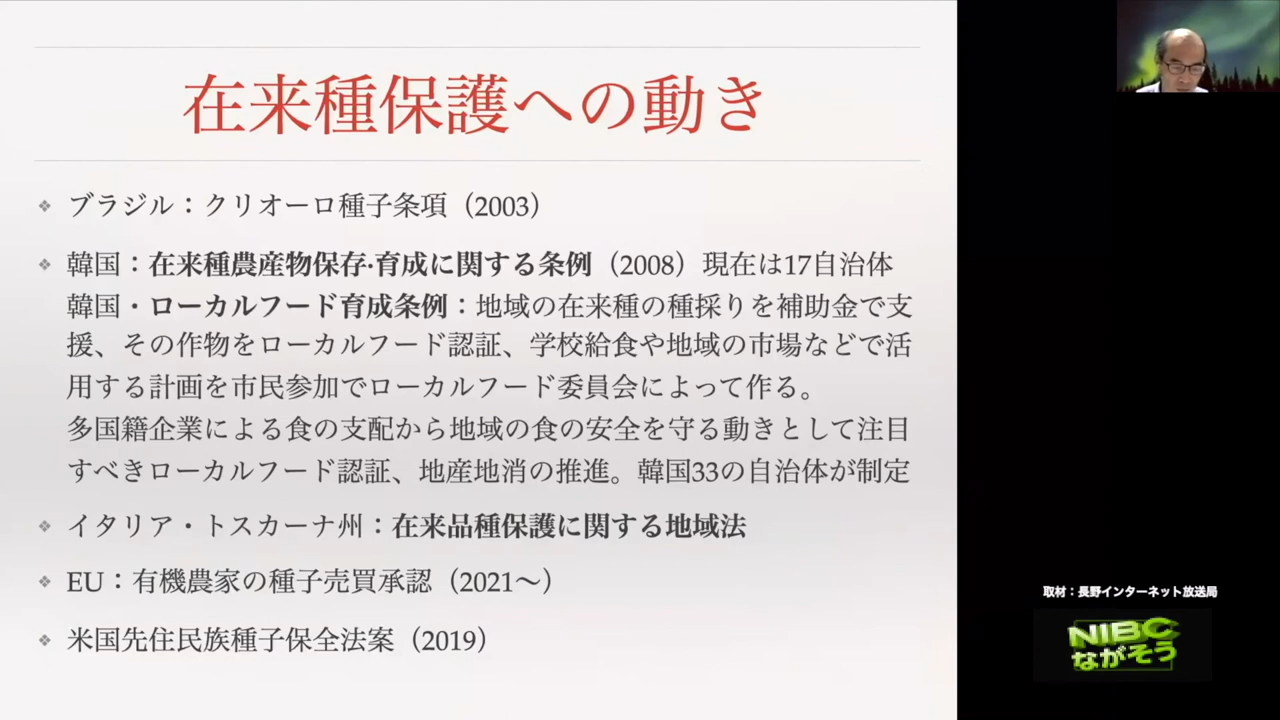 在来種保護への動き
❖ ブラジル：クリオーロ種子条項（2003）
❖ 韓国：在来種農産物保存·育成に関する条例（2008）現在は17自治体
韓国・ローカルフード育成条例：地域の在来種の種採りを補助金で支
援、その作物をローカルフード認証、学校給食や地域の市場などで活
用する計画を市民参加でローカルフード委員会によって作る。
多国籍企業による食の支配から地域の食の安全を守る動きとして注目
すべきローカルフード認証、地産地消の推進。韓国33の自治体が制定
❖ イタリア・トスカーナ州：在来品種保護に関する地域法
❖ EU：有機農家の種子売買承認（2021〜）
❖ 米国先住民族種子保全法案（2019）
取材：長野インターネット放送局
NIBC
ながそう